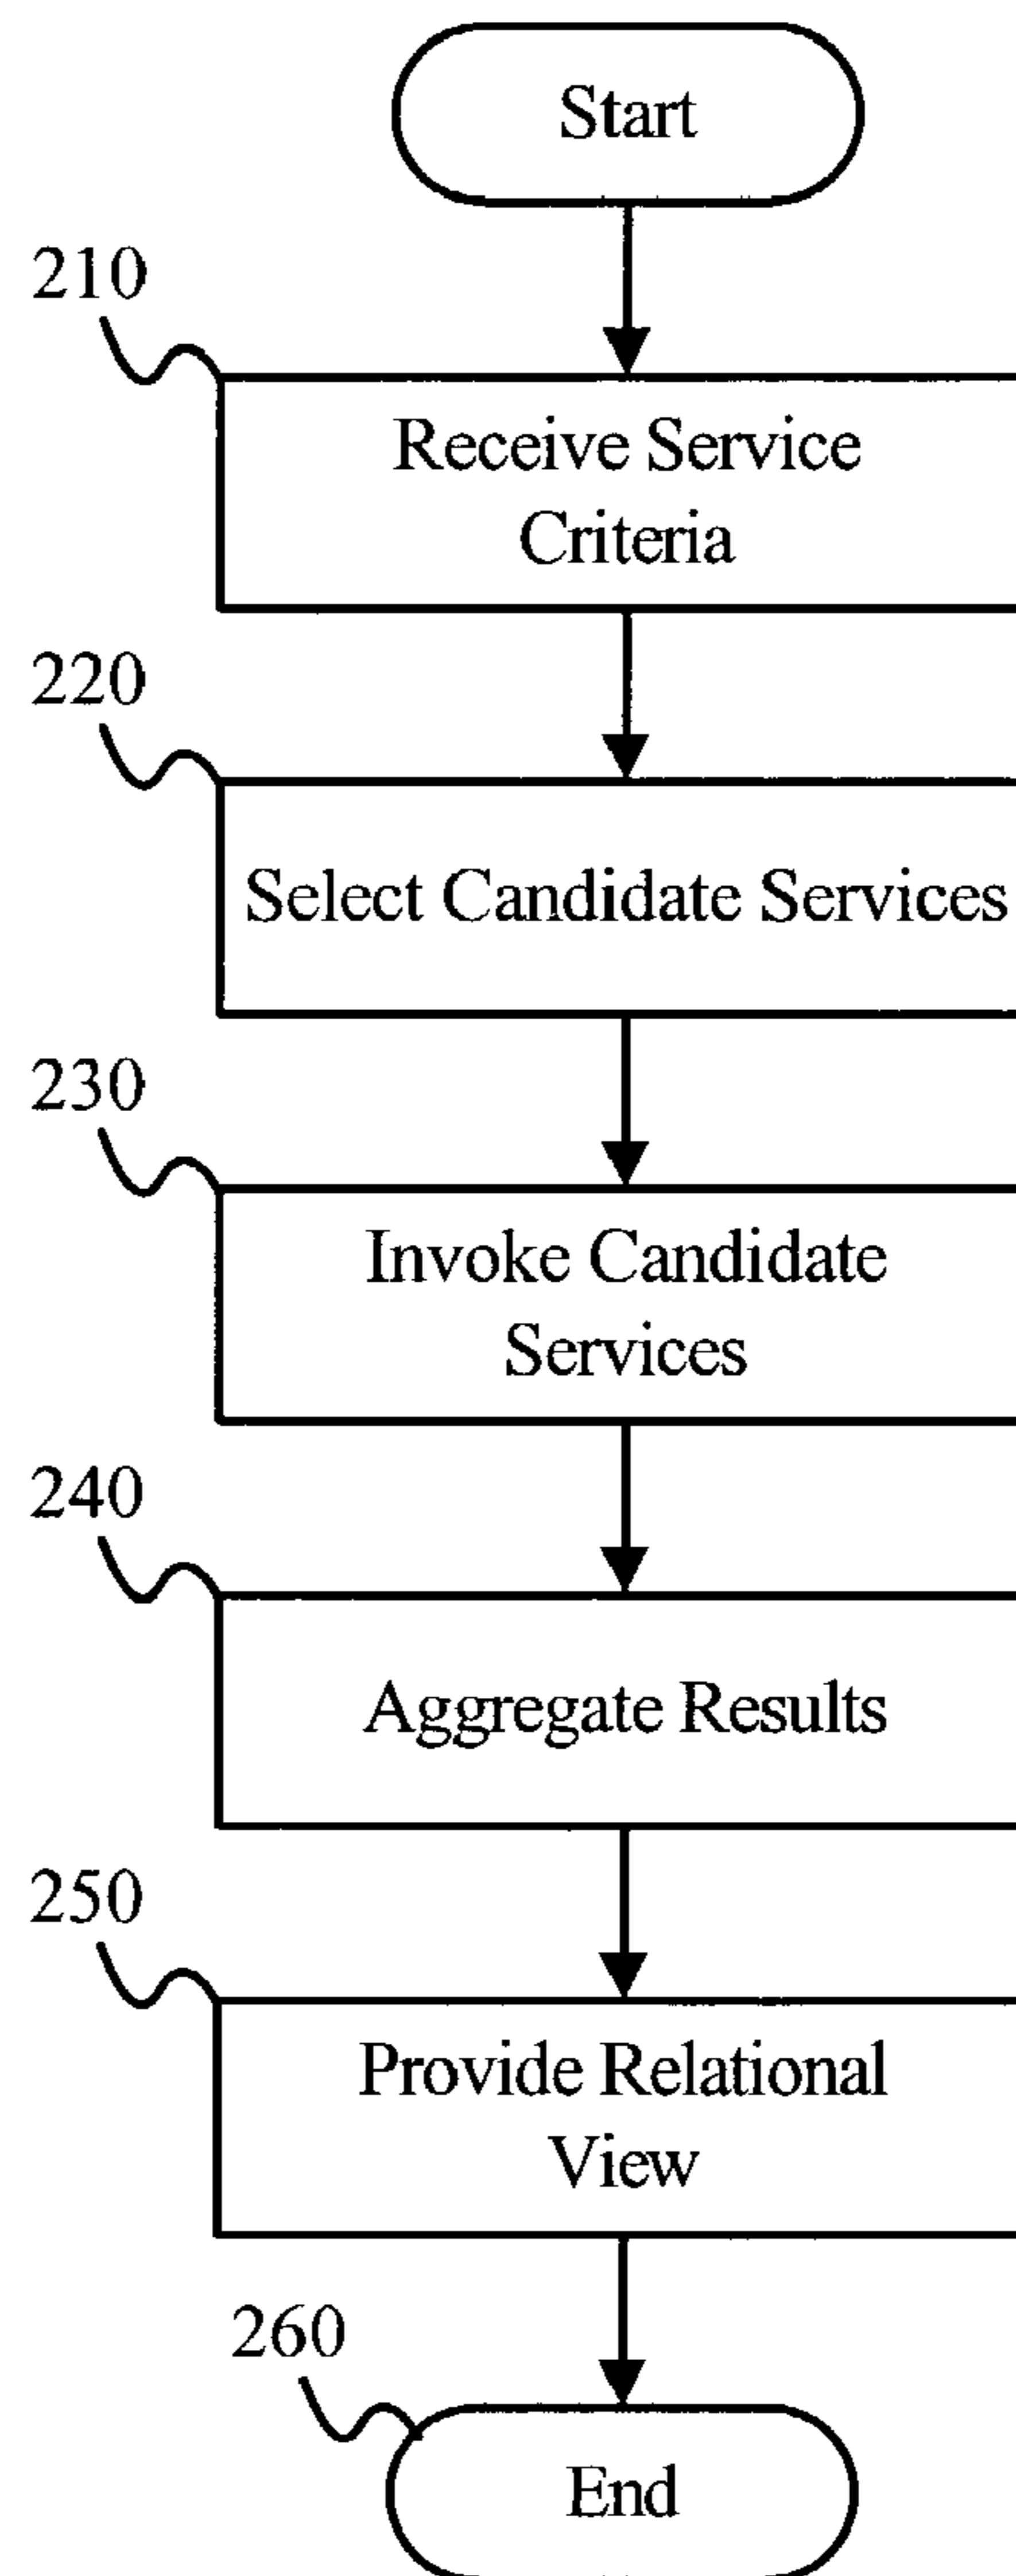 Start
210
Receive Service
Criteria
220
Select Candidate Services
230
Invoke Candidate
Services
240
Aggregate Results
250
Provide Relational
View
260
End